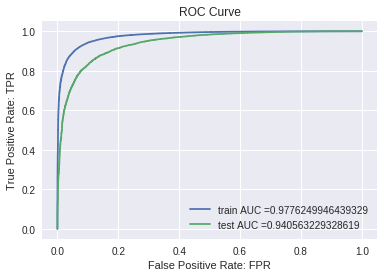 ROC Curve
True Positive Rate: TPR
1.0
0.8
0.6
0.4
0.2
0.0
train AUC =0.9776249946439329
test AUC =0.940563229328619
0.0 0.2 0.4 0.6 0.8 1.0
False Positive Rate: FPR